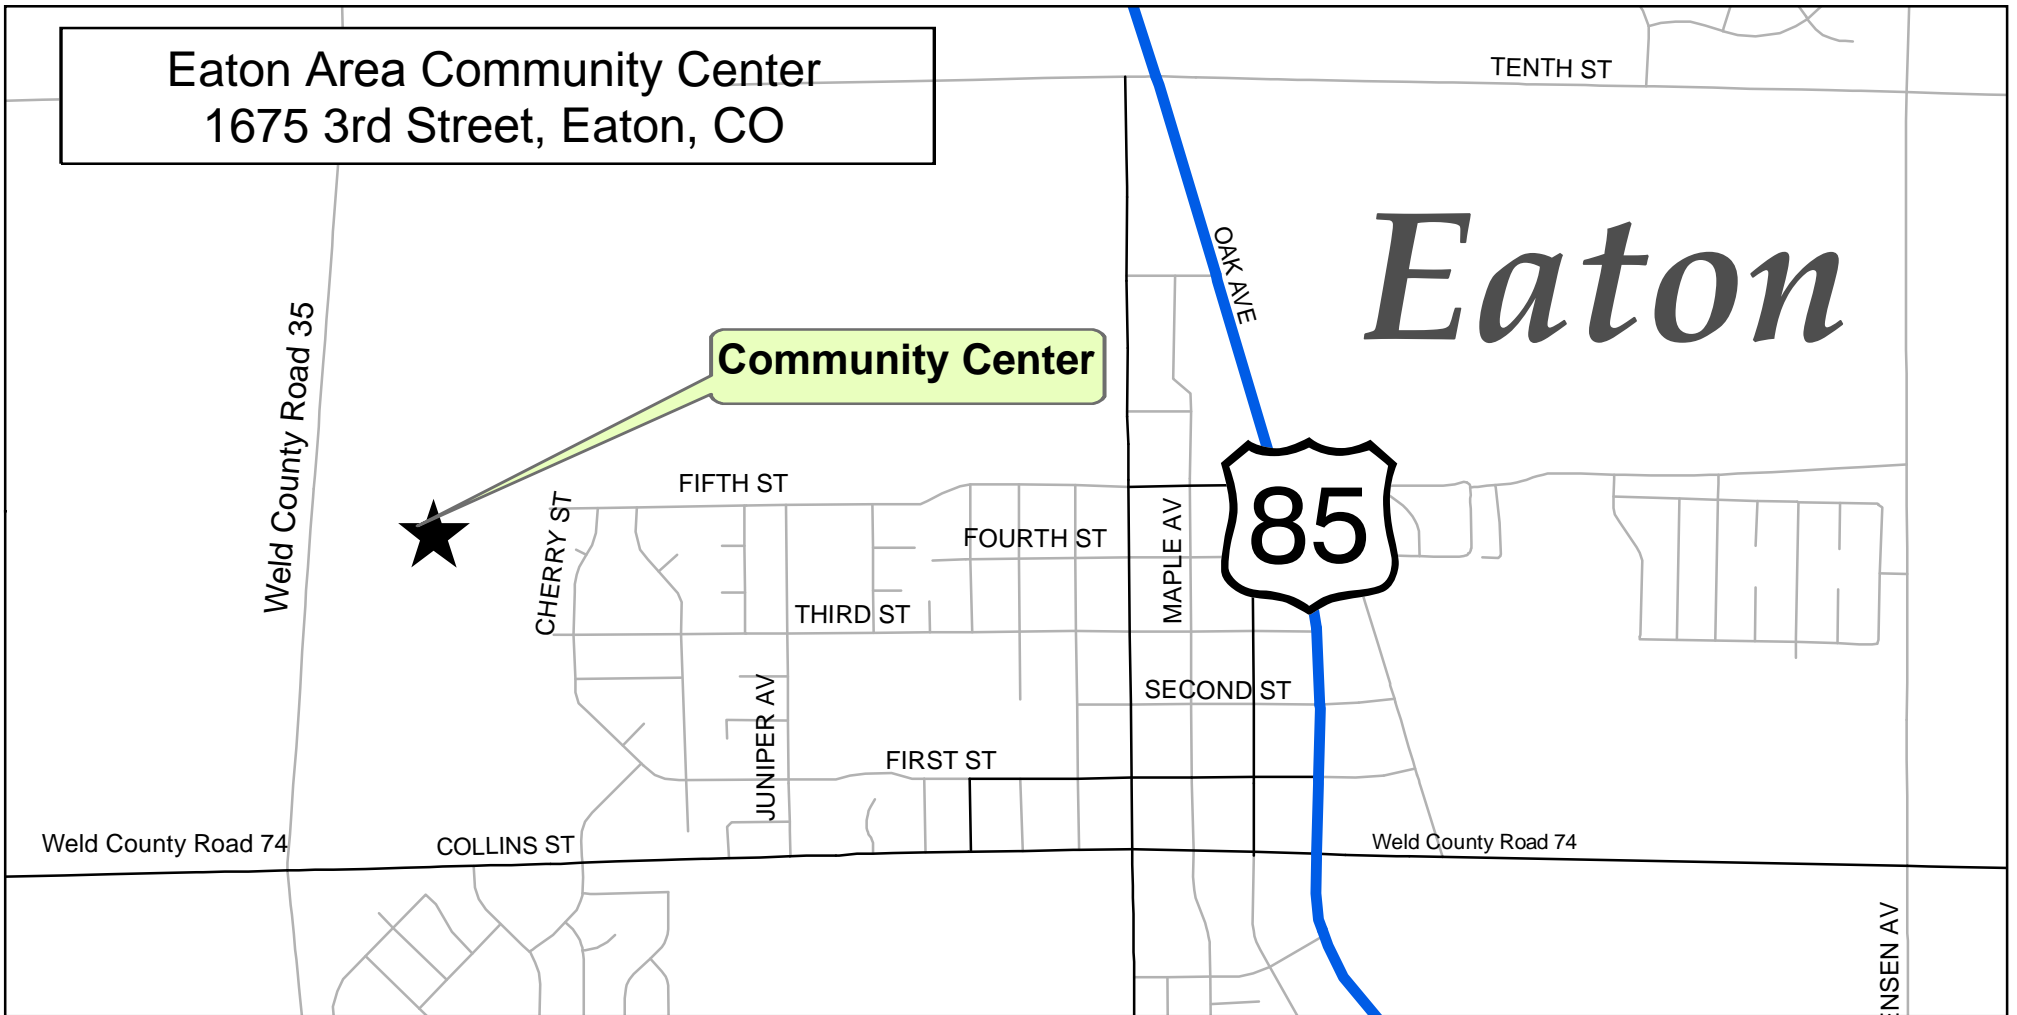 Eaton Area Community Center
1675 3rd Street, Eaton, CO
TENTH ST
Eaton
OAK AVE
Weld County Road 35
Community Center
FIFTH ST
CHERRY ST
FOURTH ST
MAPLE AV
85
THIRD ST
SECOND ST
JUNIPER AV
FIRST ST
Weld County Road 74
COLLINS ST
Weld County Road 74
ENSEN AV